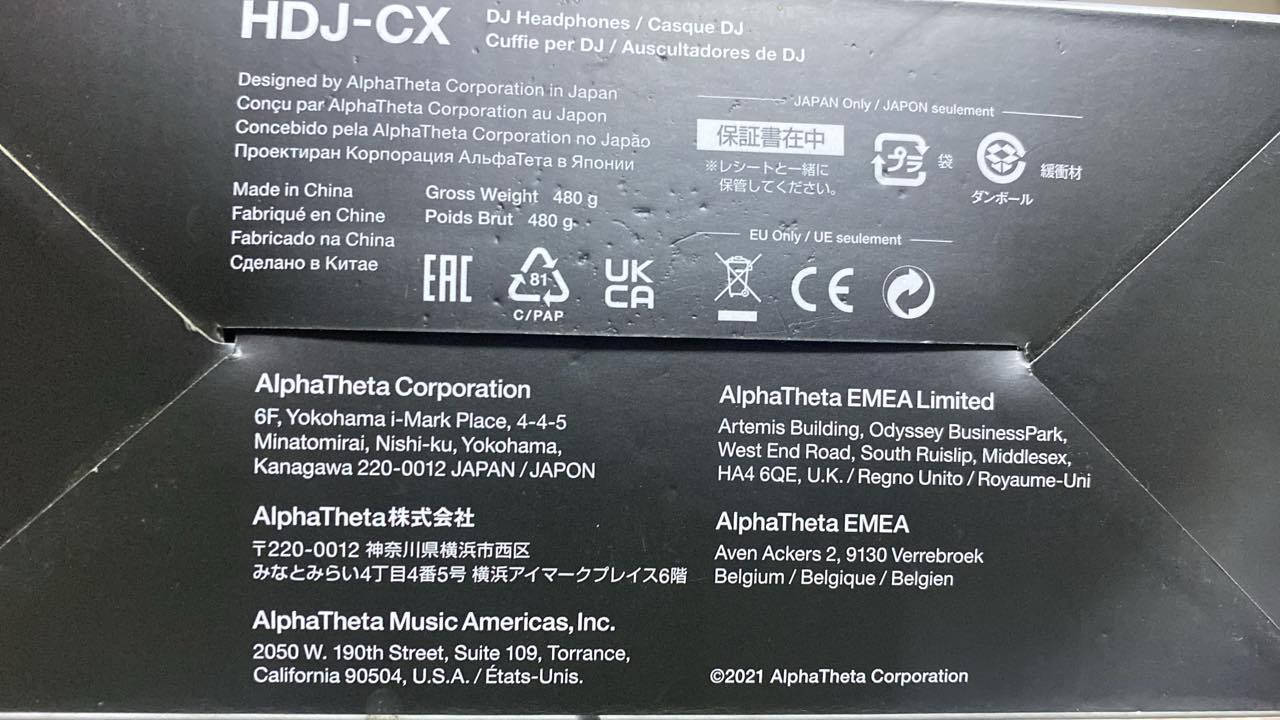 HDJ-CX
DJ Headphones / Casque DJ
Cuffie per DJ / Auscultadores de DJ
Designed by AlphaTheta Corporation in Japan
Conçu par AlphaTheta Corporation au Japon
Concebido pela AlphaTheta Corporation no Japão
Проектиран Корпорация АльфаТета в Японии
Made in China
Fabriqué en Chine
Fabricado na China
Сделано в Китае
Gross Weight 480 g
Poids Brut 480 g
JAPAN Only / JAPON seulement
保証書在中
※レシートと一緒に
保管してください。
プラ
袋
ダンボール
緩衝材
EAC
81
C/PAP
UK
CA
EU Only / UE seulement
CE
AlphaTheta Corporation
6F, Yokohama i-Mark Place, 4-4-5
Minatomirai, Nishi-ku, Yokohama,
Kanagawa 220-0012 JAPAN / JAPON
AlphaTheta株式会社
〒220-0012 神奈川県横浜市西区
みなとみらい4丁目4番5号 横浜アイマークプレイス6階
AlphaTheta Music Americas, Inc.
2050 W. 190th Street, Suite 109, Torrance,
California 90504, U.S.A. / États-Unis.
AlphaTheta EMEA Limited
Artemis Building, Odyssey BusinessPark,
West End Road, South Ruislip, Middlesex,
HA4 6QE, U.K. / Regno Unito / Royaume-Uni
AlphaTheta EMEA
Aven Ackers 2, 9130 Verrebroek
Belgium / Belgique / Belgien
©2021 AlphaTheta Corporation